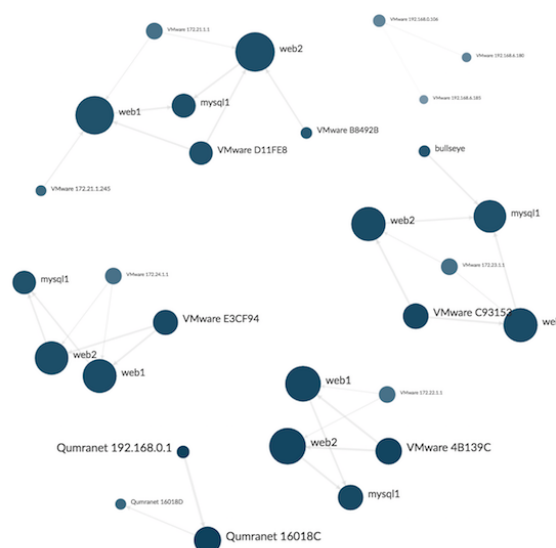 VMware 172.21.1.1
web2
web1
mysql1
VMware B8492B
VMware D11FE8
VMware 172.21.1.245
VMware 192.168.0.106
VMware 192.168.6.180
VMware 192.168.6.185
bullseye
web2
mysql1
VMware 172.23.1.1
VMware C93153
we
mysql1
VMware 172.24.1.1
VMware E3CF94
web2
web1
web1
VMware 172.22.1.1
web2
VMware 4B139C
mysql1
Qumranet 192.168.0.1
Qumranet 16018D
Qumranet 16018C